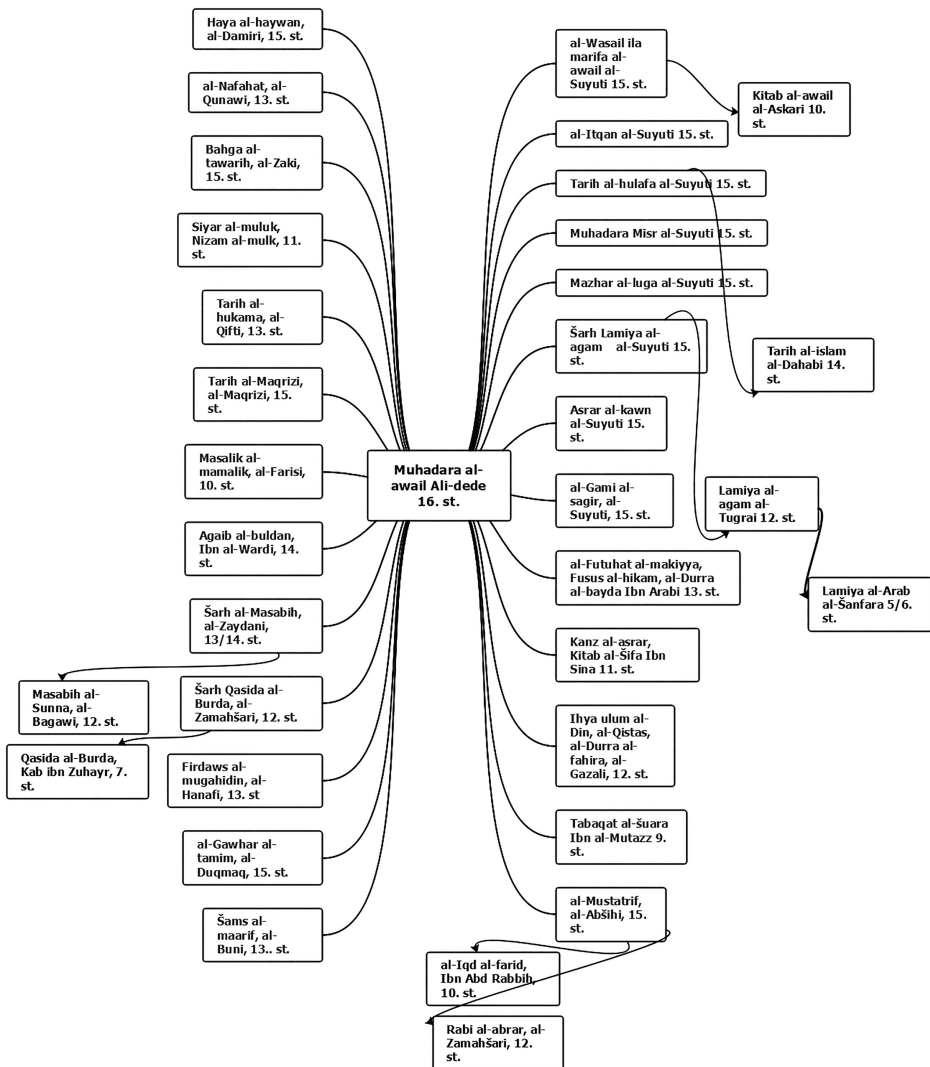 Haya al-haywan,
al-Damiri, 15. st.
al-Nafahat, al-
Qunawi, 13. st.
Bahga al-
tawarih, al-Zaki,
15. st.
Siyar al-muluk,
Nizam al-mulk, 11.
st.
Tarih al-
hukama, al-
Qifti, 13. st.
Tarih al-Maqrizi,
al-Maqrizi, 15.
st.
Masalik al-
mamalik, al-Farisi,
10. st.
Agaib al-buldan,
Ibn al-Wardi, 14.
st.
Šarh al-Masabih,
al-Zaydani,
13/14. st.
Masabih al-
Sunna, al-
Bagawi, 12. st.
Šarh Qasida al-
Burda, al-
Zamahšari, 12. st.
Qasida al-Burda,
Kab ibn Zuhayr, 7.
st.
Firdaws al-
mugahidin, al-
Hanafi, 13. st
al-Gawhar al-
tamim, al-
Duqmaq, 15. st.
Šams al-
maarif, al-
Buni, 13.. st.
Muhadara al-
awail Ali-dede
16. st.
al-Wasail ila
marifa al-
awail al-
Suyuti 15. st.
Kitab al-awail
al-Askari 10.
st.
al-Itqan al-Suyuti 15. st.
Tarih al-hulafa al-Suyuti 15. st.
Muhadara Misr al-Suyuti 15. st.
Mazhar al-luga al-Suyuti 15. st.
Šarh Lamiya al-
agam al-Suyuti 15.
st.
Tarih al-islam
al-Dahabi 14.
st.
Asrar al-kawn
al-Suyuti 15.
st.
al-Gami al-
sagir, al-
Suyuti, 15. st.
Lamiya al-
agam al-
Tugrai 12. st.
al-Futuhat al-makiyya,
Fusus al-hikam, al-Durra
al-bayda Ibn Arabi 13. st.
Lamiya al-Arab
al-Šanfara 5/6.
st.
Kanz al-asrar,
Kitab al-Šifa Ibn
Sina 11. st.
Ihya ulum al-
Din, al-Qistas,
al-Durra al-
fahira, al-
Gazali, 12. st.
Tabaqat al-šuara
Ibn al-Mutazz 9.
st.
al-Mustatrif,
al-Abšihi, 15.
st.
al-Iqd al-farid,
Ibn Abd Rabbih,
10. st.
Rabi al-abrar, al-
Zamahšari, 12.
st.